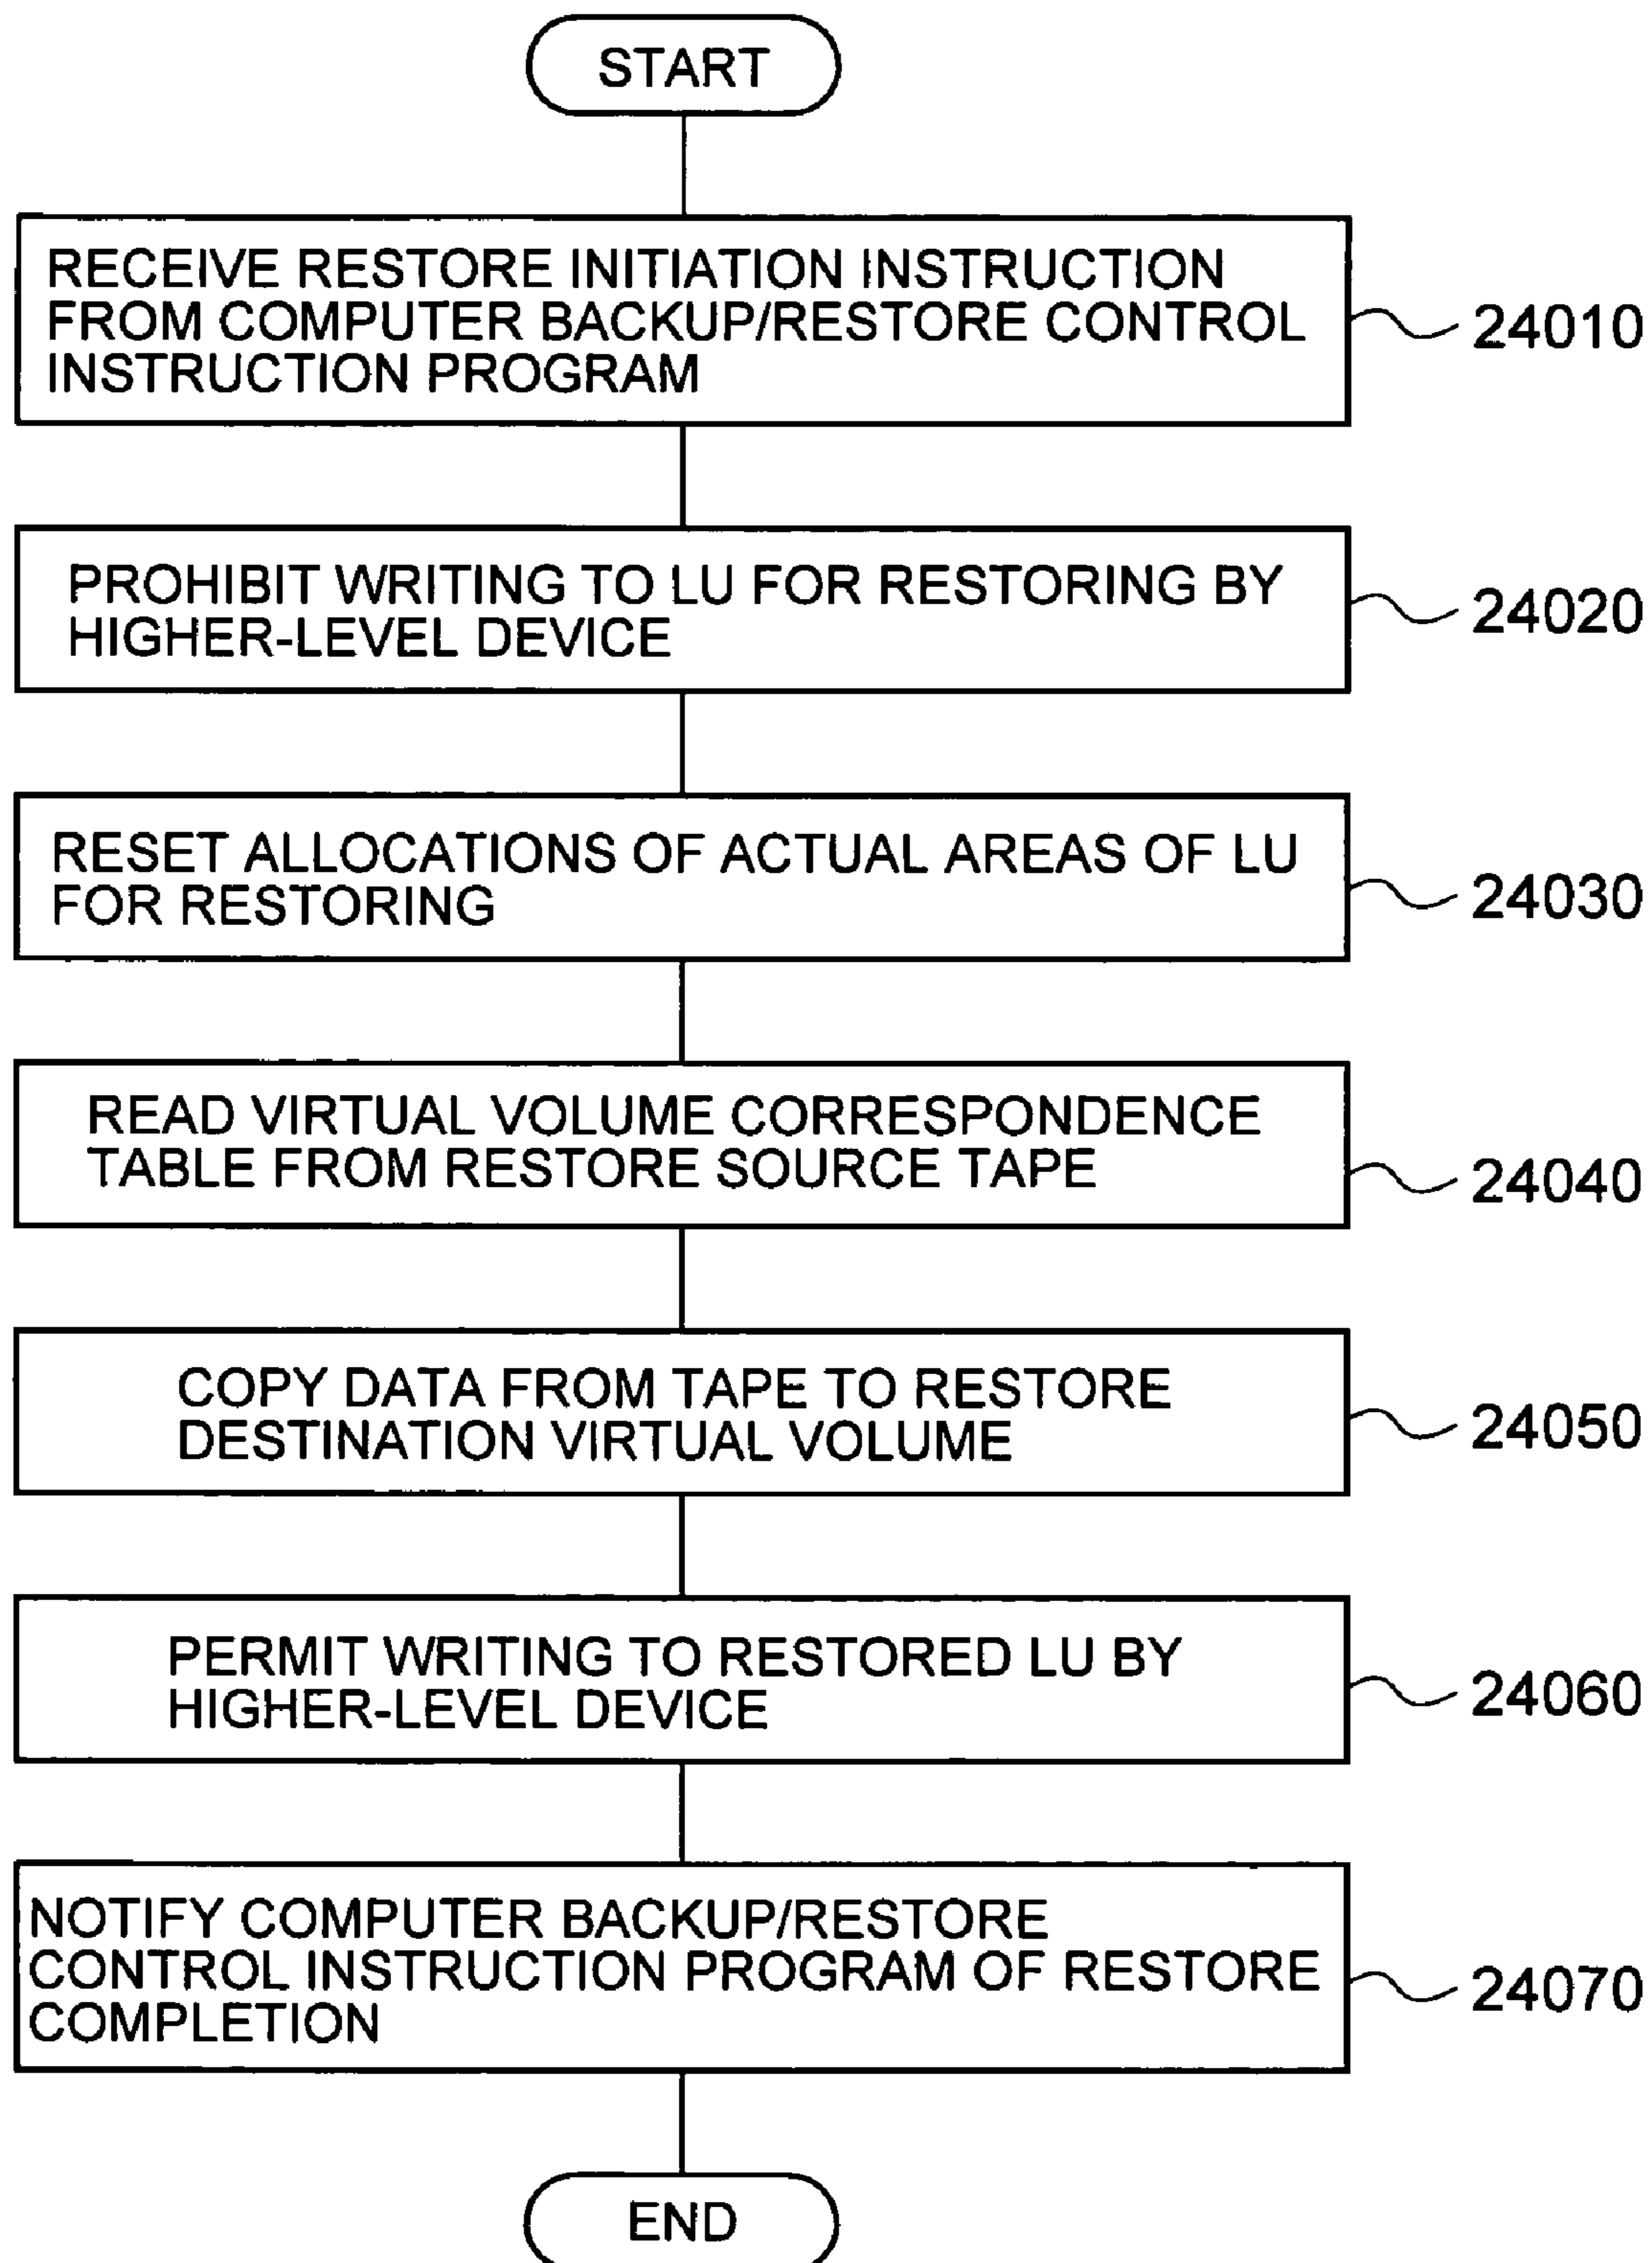 START
RECEIVE RESTORE INITIATION INSTRUCTION
FROM COMPUTER BACKUP/RESTORE CONTROL
INSTRUCTION PROGRAM
24010
PROHIBIT WRITING TO LU FOR RESTORING BY
HIGHER-LEVEL DEVICE
24020
RESET ALLOCATIONS OF ACTUAL AREAS OF LU
FOR RESTORING
24030
READ VIRTUAL VOLUME CORRESPONDENCE
TABLE FROM RESTORE SOURCE TAPE
24040
COPY DATA FROM TAPE TO RESTORE
DESTINATION VIRTUAL VOLUME
24050
PERMIT WRITING TO RESTORED LU BY
HIGHER-LEVEL DEVICE
24060
NOTIFY COMPUTER BACKUP/RESTORE
CONTROL INSTRUCTION PROGRAM OF RESTORE
COMPLETION
24070
END